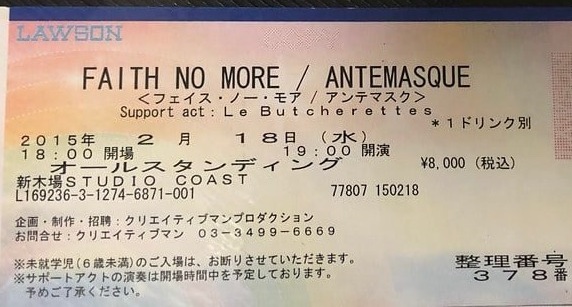 LAWSON
FAITH NO MORE / ANTEMASQUE
＜フェイス・ノー・モア / アンテマスク＞
Support act: Le Butcherettes
*１ドリンク別
２０１５年　２　月　１８日（水）
１８:００ 開場　１９:００ 開演
オールスタンディング　¥8,000（税込）
新木場ＳＴＵＤＩＯ ＣＯＡＳＴ
L169236-3-1274-6871-001　77807 150218
企画・制作・招聘：クリエイティブマンプロダクション
お問合せ：クリエイティブマン　０３-３４９９-６６６９
※未就学児（６歳未満）のご入場は、お断りさせていただきます。
※サポートアクトの演奏は開場時間中を予定しております。
予めご了承ください。
整理番号
３７８番